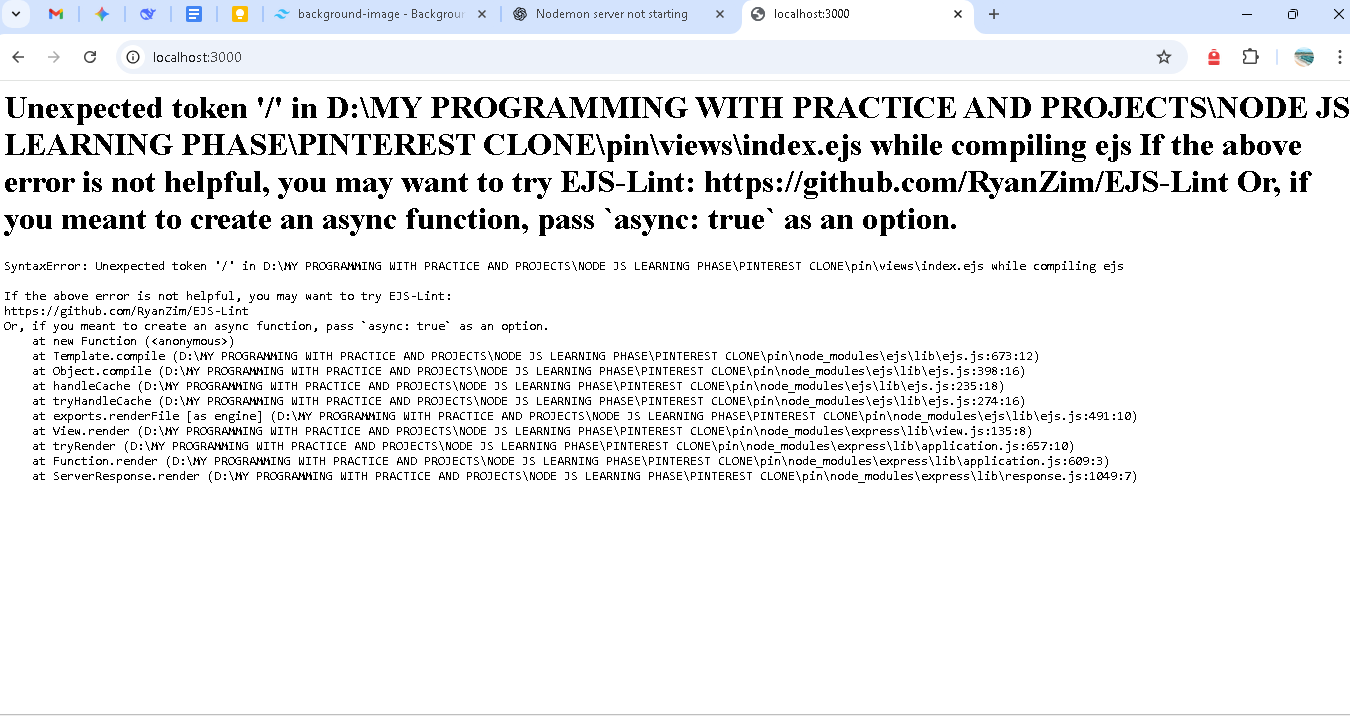 background-image - Backgrour
Nodemon server not starting
localhost:3000
localhost:3000
Unexpected token '/' in D:\MY PROGRAMMING WITH PRACTICE AND PROJECTS\NODE JS
LEARNING PHASE\PINTEREST CLONE\pin\views\index.ejs while compiling ejs If the above
error is not helpful, you may want to try EJS-Lint: https://github.com/RyanZim/EJS-Lint Or, if
you meant to create an async function, pass `async: true` as an option.
SyntaxError: Unexpected token '/' in D:\MY PROGRAMMING WITH PRACTICE AND PROJECTS\NODE JS LEARNING PHASE\PINTEREST CLONE\pin\views\index.ejs while compiling ejs
If the above error is not helpful, you may want to try EJS-Lint:
https://github.com/RyanZim/EJS-Lint
Or, if you meant to create an async function, pass `async: true` as an option.
at new Function (<anonymous>)
at Template.compile (D:\MY PROGRAMMING WITH PRACTICE AND PROJECTS\NODE JS LEARNING PHASE\PINTEREST CLONE\pin\node_modules\ejs\lib\ejs.js:673:12)
at Object.compile (D:\MY PROGRAMMING WITH PRACTICE AND PROJECTS\NODE JS LEARNING PHASE\PINTEREST CLONE\pin\node_modules\ejs\lib\ejs.js:398:16)
at handleCache (D:\MY PROGRAMMING WITH PRACTICE AND PROJECTS\NODE JS LEARNING PHASE\PINTEREST CLONE\pin\node_modules\ejs\lib\ejs.js:235:18)
at tryHandleCache (D:\MY PROGRAMMING WITH PRACTICE AND PROJECTS\NODE JS LEARNING PHASE\PINTEREST CLONE\pin\node_modules\ejs\lib\ejs.js:274:16)
at exports.renderFile [as engine] (D:\MY PROGRAMMING WITH PRACTICE AND PROJECTS\NODE JS LEARNING PHASE\PINTEREST CLONE\pin\node_modules\ejs\lib\ejs.js:491:10)
at View.render (D:\MY PROGRAMMING WITH PRACTICE AND PROJECTS\NODE JS LEARNING PHASE\PINTEREST CLONE\pin\node_modules\express\lib\view.js:135:8)
at tryRender (D:\MY PROGRAMMING WITH PRACTICE AND PROJECTS\NODE JS LEARNING PHASE\PINTEREST CLONE\pin\node_modules\express\lib\application.js:657:10)
at Function.render (D:\MY PROGRAMMING WITH PRACTICE AND PROJECTS\NODE JS LEARNING PHASE\PINTEREST CLONE\pin\node_modules\express\lib\application.js:609:3)
at ServerResponse.render (D:\MY PROGRAMMING WITH PRACTICE AND PROJECTS\NODE JS LEARNING PHASE\PINTEREST CLONE\pin\node_modules\express\lib\response.js:1049:7)